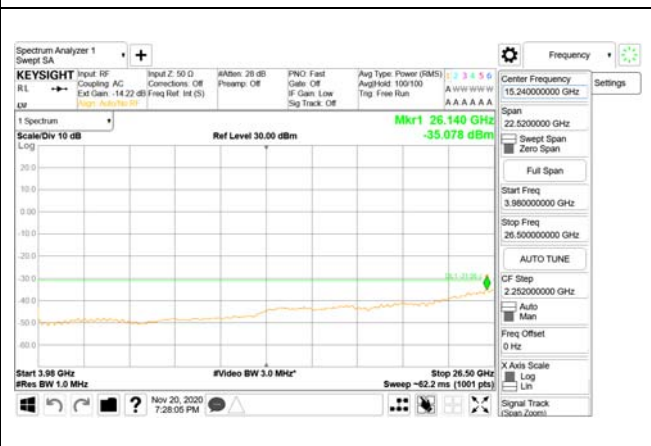 Spectrum Analyzer 1
Swept SA
Frequency
KEYSIGHT Input: RF Input Z: 50 Ω #Atten: 28 dB PNO: Fast Avg Type: Power (RMS) 1 2 3 4 5 6
RL Coupling: AC Corrections: Off Preamp: Off Gate: Off Avg|Hold: 100/100 A W W W W W
Ext Gain: -14.22 dB Freq Ref: Int (S) IF Gain: Low Trig: Free Run
Align: Auto/No RF Sig Track: Off A A A A A A
1 Spectrum
Mkr1 26.140 GHz
Scale/Div 10 dB Ref Level 30.00 dBm -35.078 dBm
Log
20.0
10.0
0.00
-10.0
-20.0
-30.0
-40.0
-50.0
-60.0
Start 3.98 GHz #Video BW 3.0 MHz* Stop 26.50 GHz
#Res BW 1.0 MHz Sweep ~62.2 ms (1001 pts)
Nov 20, 2020
7:28:05 PM
Center Frequency
15.240000000 GHz
Settings
Span
22.5200000 GHz
Swept Span
Zero Span
Full Span
Start Freq
3.980000000 GHz
Stop Freq
26.500000000 GHz
AUTO TUNE
CF Step
2.252000000 GHz
Auto
Man
Freq Offset
0 Hz
X Axis Scale
Log
Lin
Signal Track
(Span Zoom)